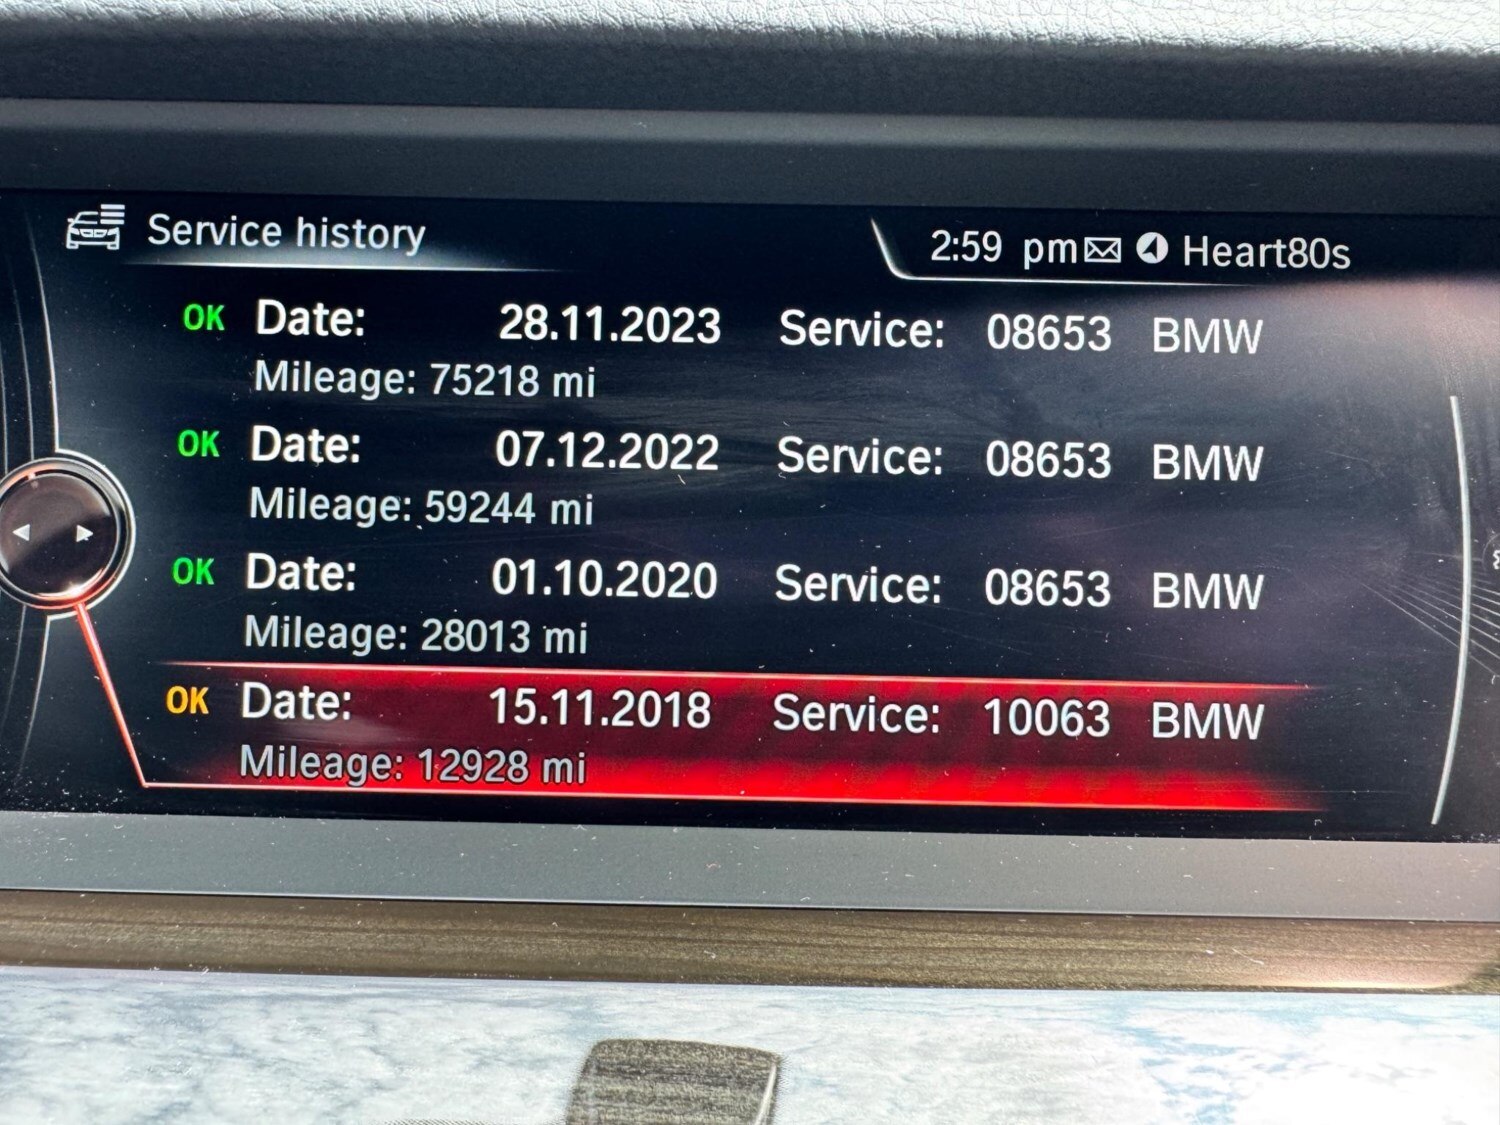 Service history
2:59 pm Heart80s
OK Date: 28.11.2023 Service: 08653 BMW
Mileage: 75218 mi
OK Date: 07.12.2022 Service: 08653 BMW
Mileage: 59244 mi
OK Date: 01.10.2020 Service: 08653 BMW
Mileage: 28013 mi
OK Date: 15.11.2018 Service: 10063 BMW
Mileage: 12928 mi